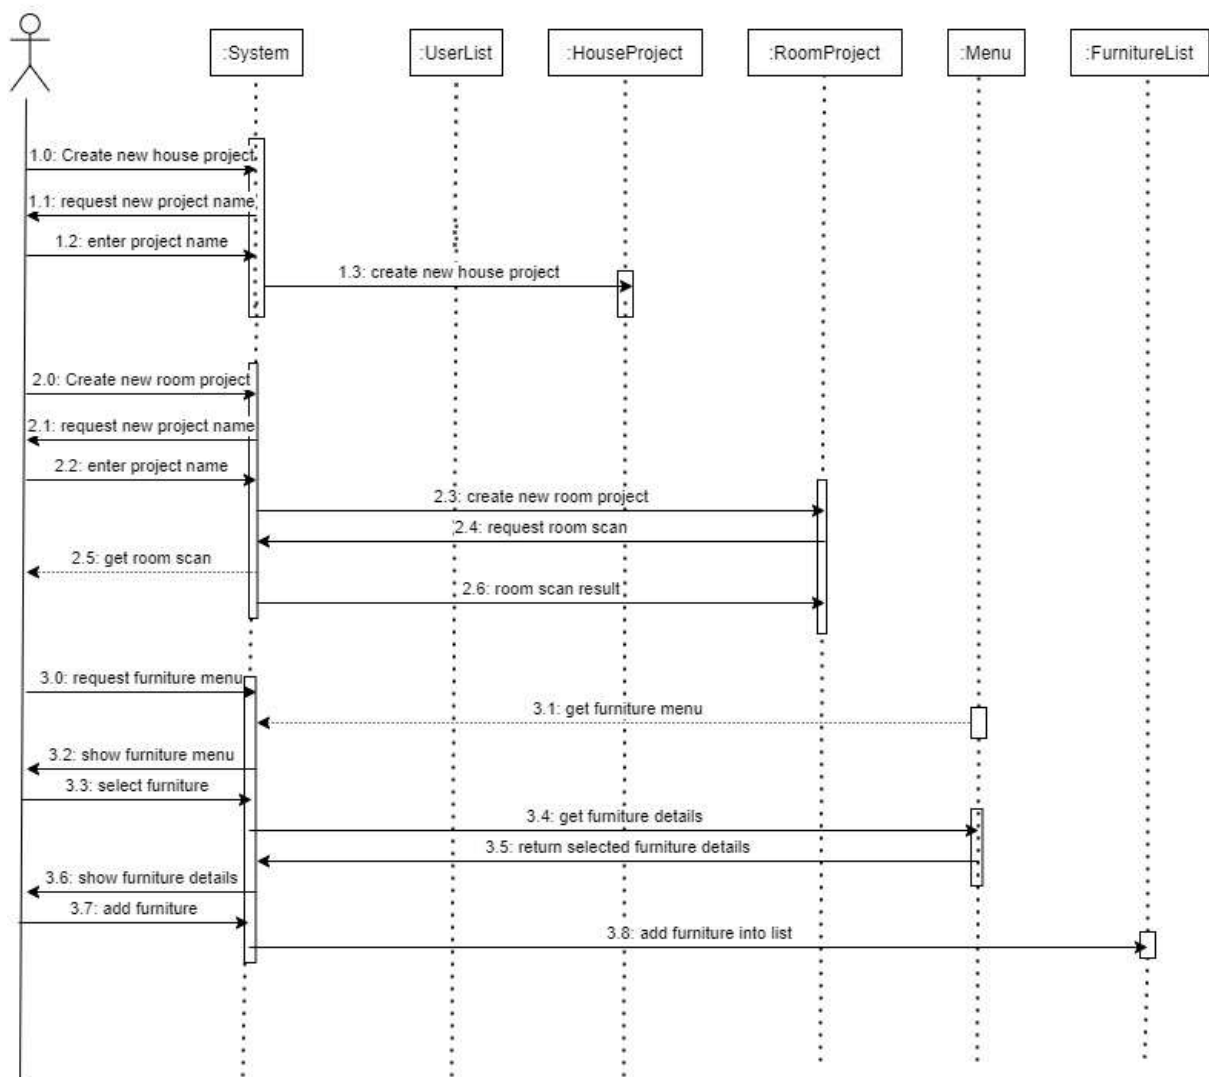 :System
:UserList
:HouseProject
:RoomProject
:Menu
:FurnitureList
1.0: Create new house project
1.1: request new project name
1.2: enter project name
1.3: create new house project
2.0: Create new room project
2.1: request new project name
2.2: enter project name
2.3: create new room project
2.4: request room scan
2.5: get room scan
2.6: room scan result
3.0: request furniture menu
3.1: get furniture menu
3.2: show furniture menu
3.3: select furniture
3.4: get furniture details
3.5: return selected furniture details
3.6: show furniture details
3.7: add furniture
3.8: add furniture into list